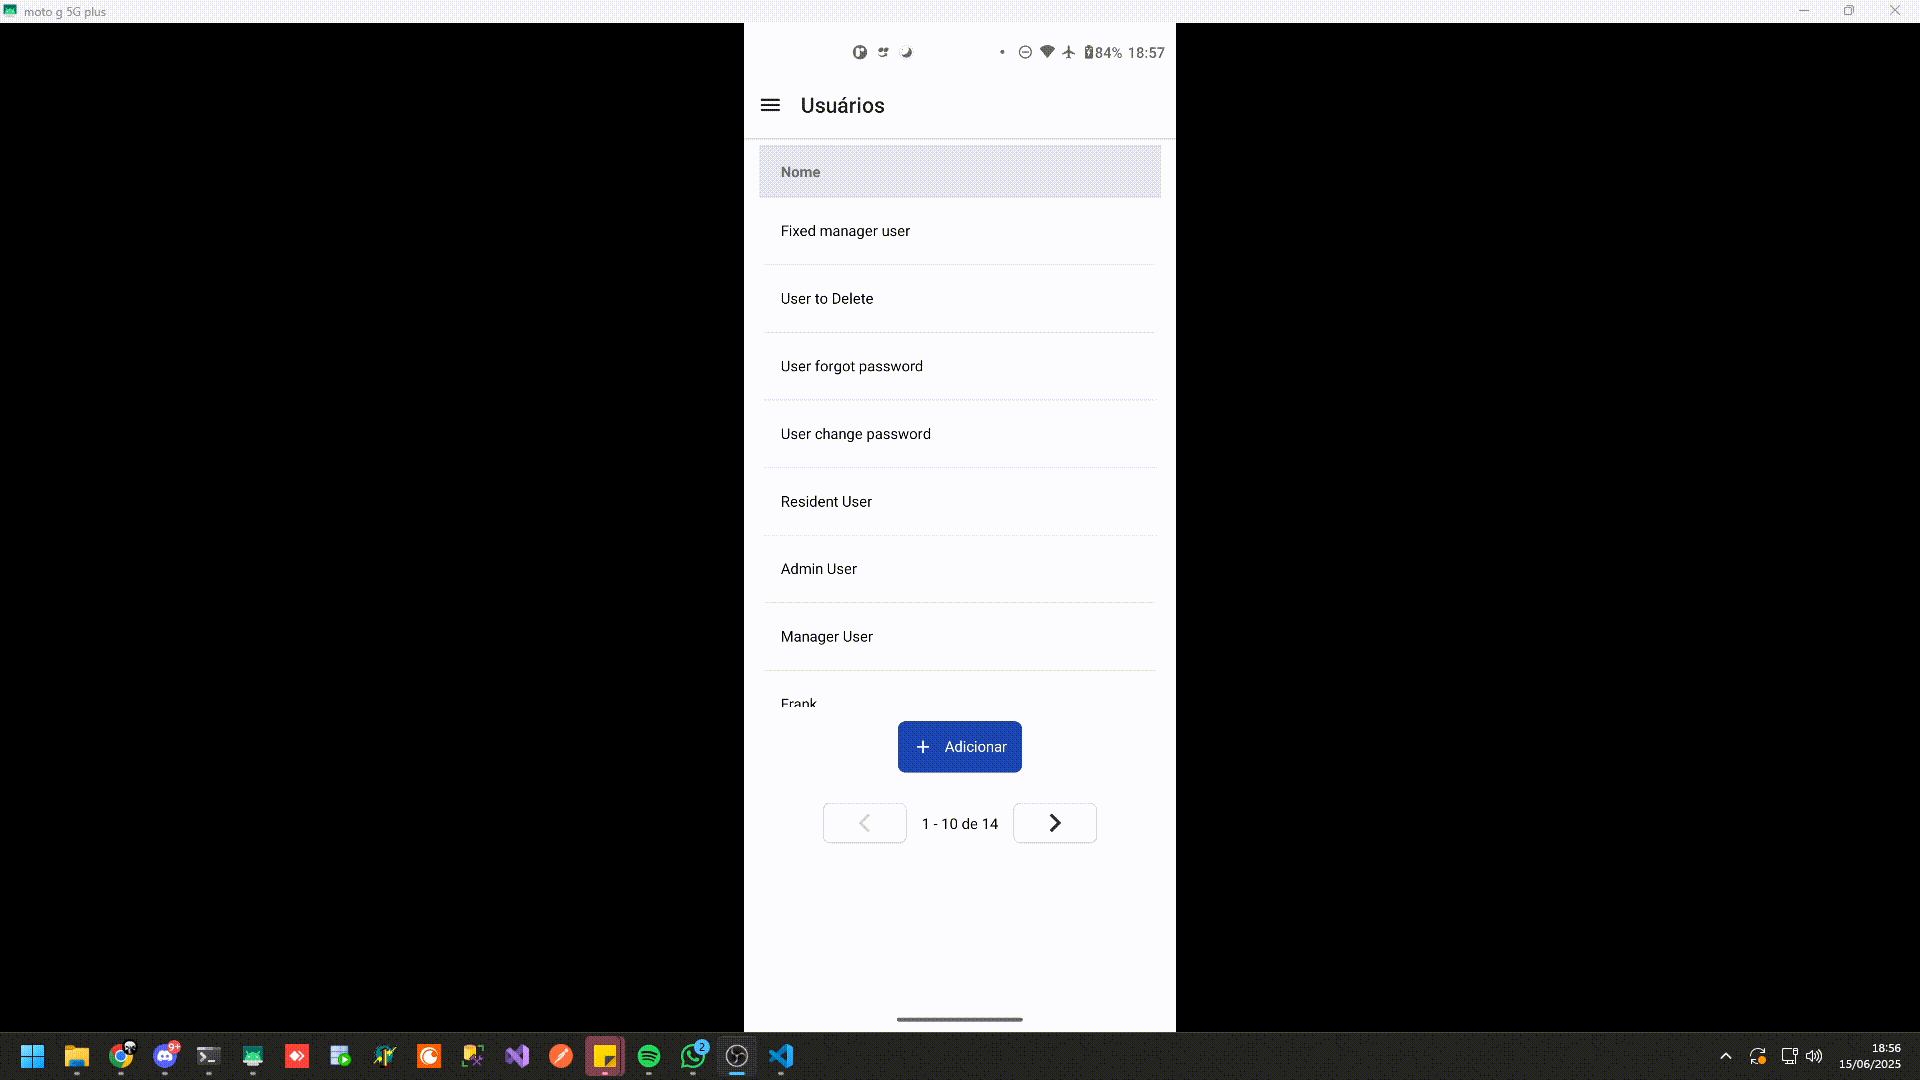 moto g 5G plus
84% 18:57
Usuários
Nome
Fixed manager user
User to Delete
User forgot password
User change password
Resident User
Admin User
Manager User
Frank
+ Adicionar
1 - 10 de 14
9+
2
18:56
15/06/2025